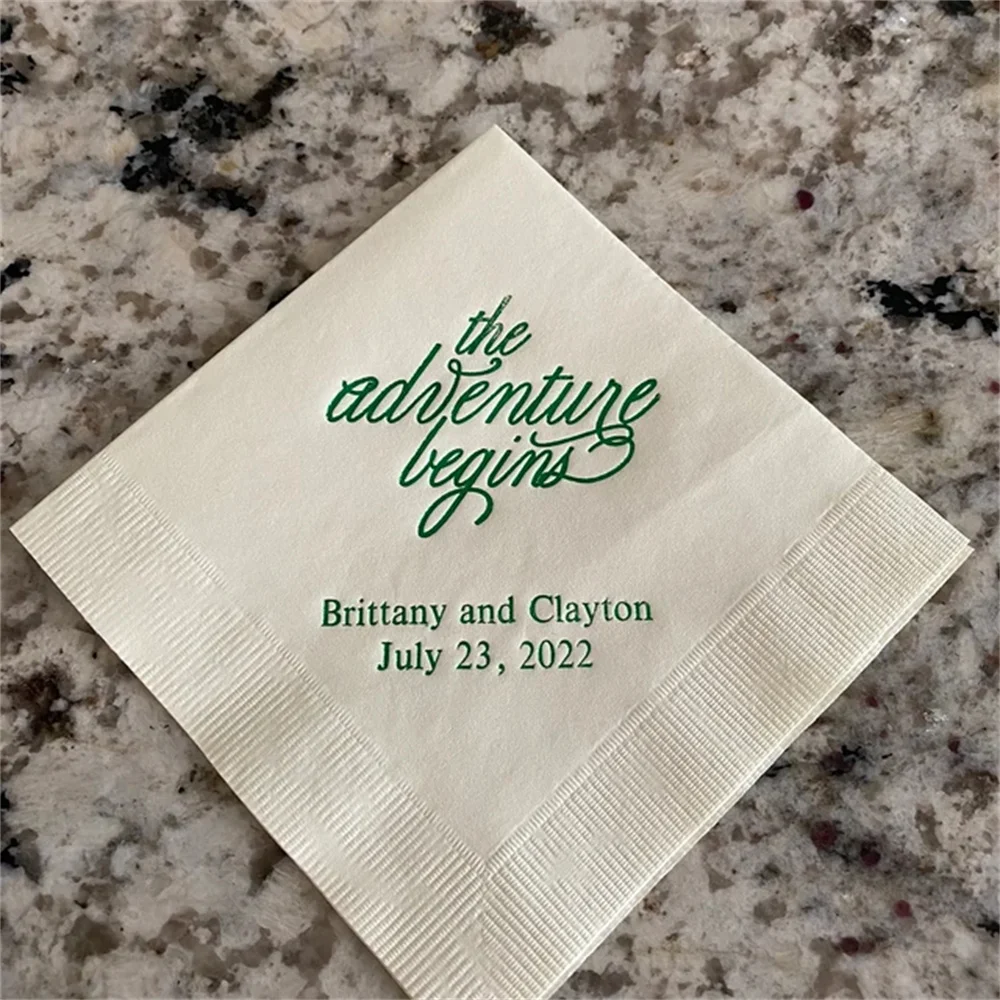 the
adventure
begins
Brittany and Clayton
July 23, 2022